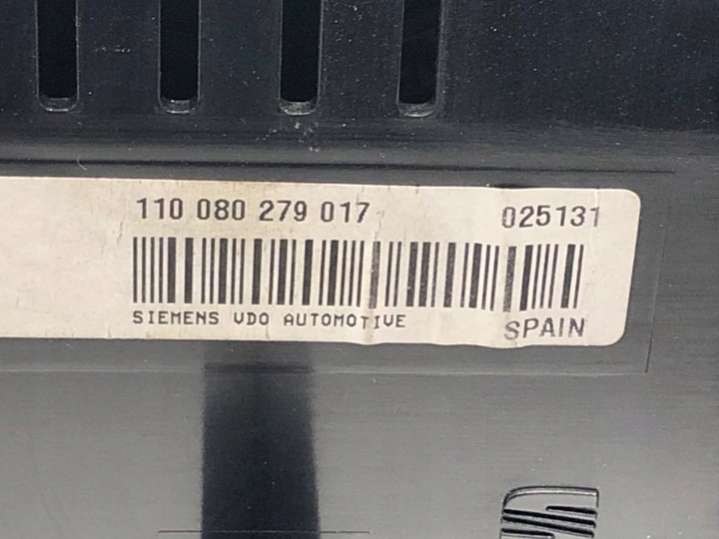 110 080 279 017 025131
SIEMENS VDO AUTOMOTIVE SPAIN